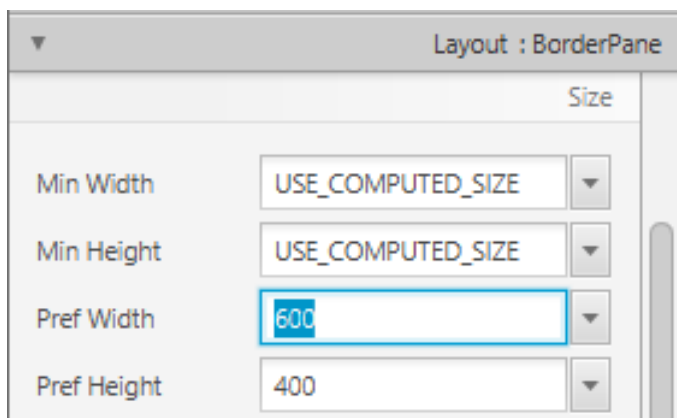 Layout : BorderPane
Size
Min Width USE_COMPUTED_SIZE
Min Height USE_COMPUTED_SIZE
Pref Width 600
Pref Height 400